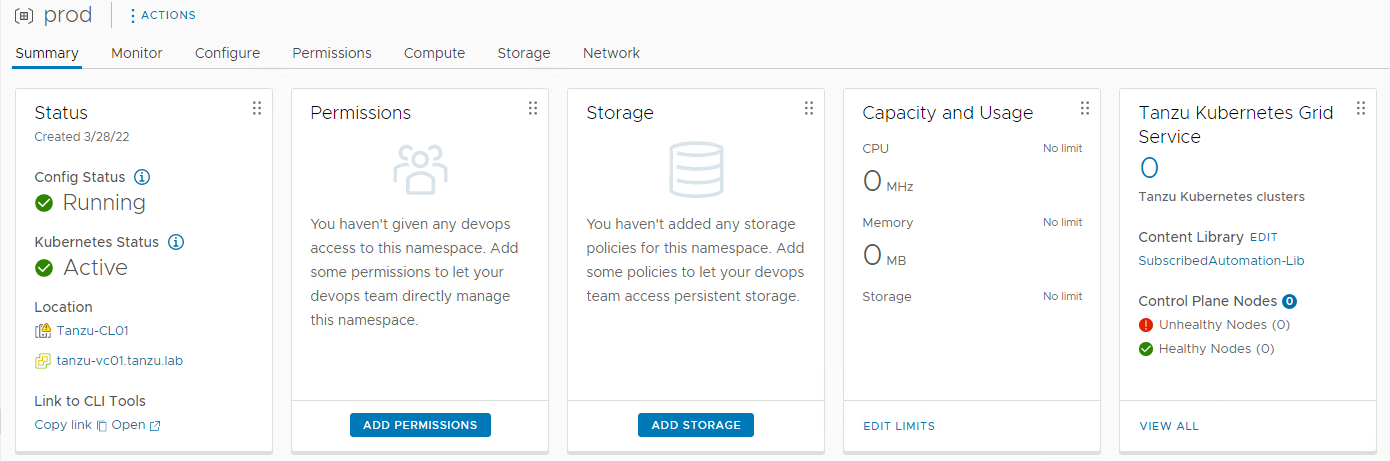 prod
ACTIONS
Summary Monitor Configure Permissions Compute Storage Network
Status
Created 3/28/22
Config Status
Running
Kubernetes Status
Active
Location
Tanzu-CL01
tanzu-vc01.tanzu.lab
Link to CLI Tools
Copy link Open
Permissions
You haven't given any devops
access to this namespace. Add
some permissions to let your
devops team directly manage
this namespace.
ADD PERMISSIONS
Storage
You haven't added any storage
policies for this namespace. Add
some policies to let your devops
team access persistent storage.
ADD STORAGE
Capacity and Usage
CPU No limit
0 MHz
Memory No limit
0 MB
Storage No limit
EDIT LIMITS
Tanzu Kubernetes Grid
Service
0
Tanzu Kubernetes clusters
Content Library EDIT
SubscribedAutomation-Lib
Control Plane Nodes 0
Unhealthy Nodes (0)
Healthy Nodes (0)
VIEW ALL